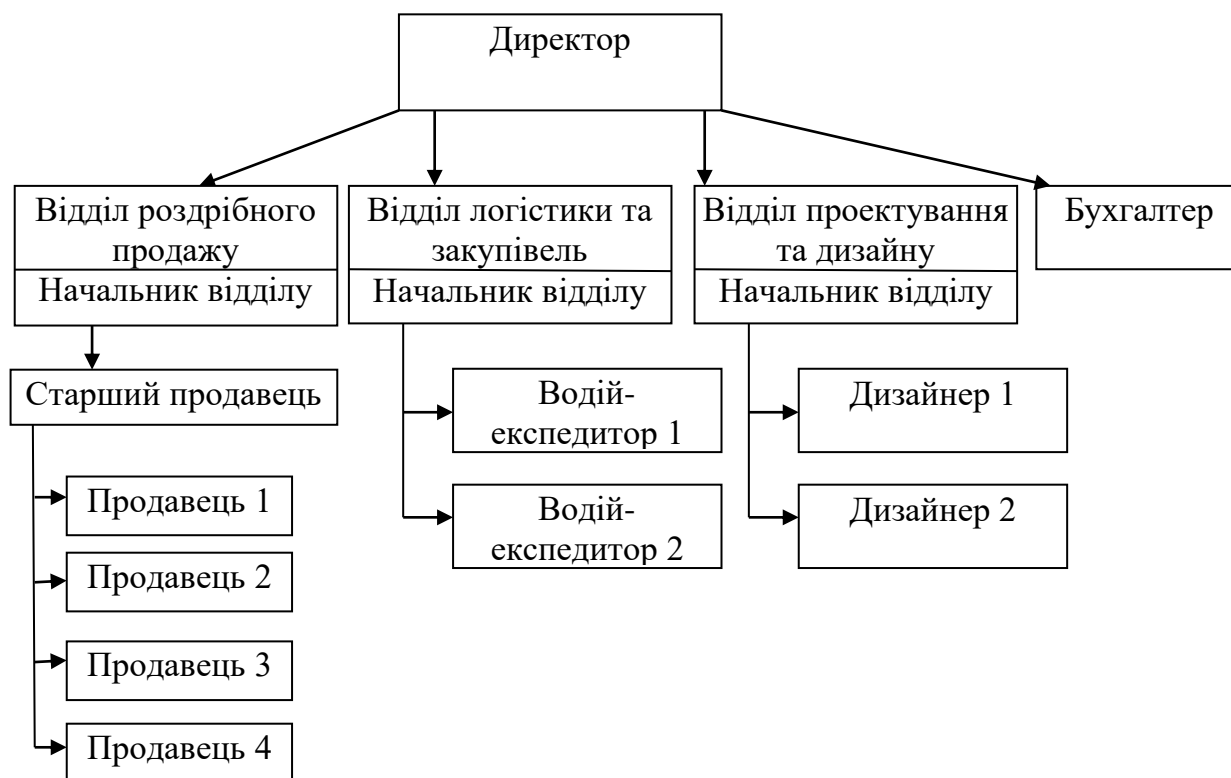 Директор
Відділ роздрібного
продажу
Начальник відділу
Відділ логістики та
закупівель
Начальник відділу
Відділ проектування
та дизайну
Начальник відділу
Бухгалтер
Старший продавець
Продавець 1
Продавець 2
Продавець 3
Продавець 4
Водій-
експедитор 1
Водій-
експедитор 2
Дизайнер 1
Дизайнер 2